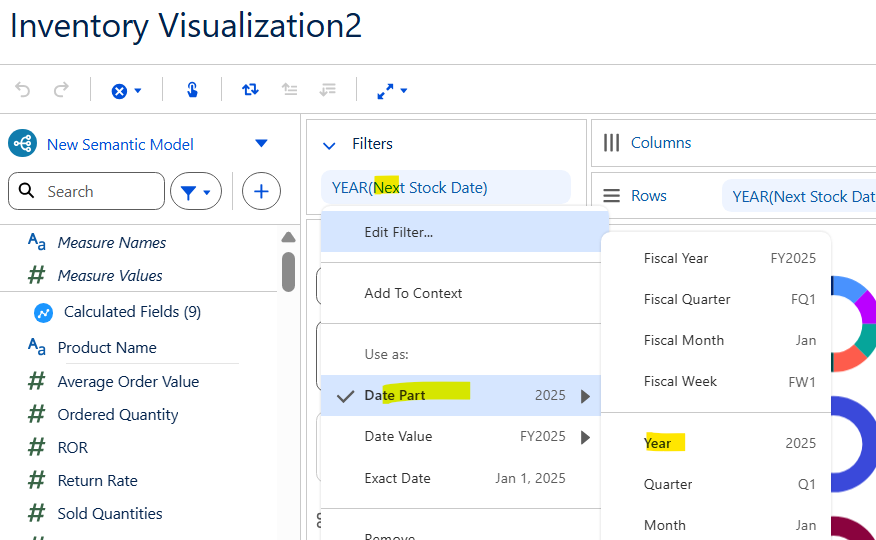 Inventory Visualization2
New Semantic Model
Search
Measure Names
Measure Values
Calculated Fields (9)
Product Name
Average Order Value
Ordered Quantity
ROR
Return Rate
Sold Quantities
Filters
YEAR(Next Stock Date)
Columns
Rows
YEAR(Next Stock Dat
Edit Filter...
Add To Context
Use as:
Date Part 2025
Date Value FY2025
Exact Date Jan 1, 2025
Remove
Fiscal Year FY2025
Fiscal Quarter FQ1
Fiscal Month Jan
Fiscal Week FW1
Year 2025
Quarter Q1
Month Jan